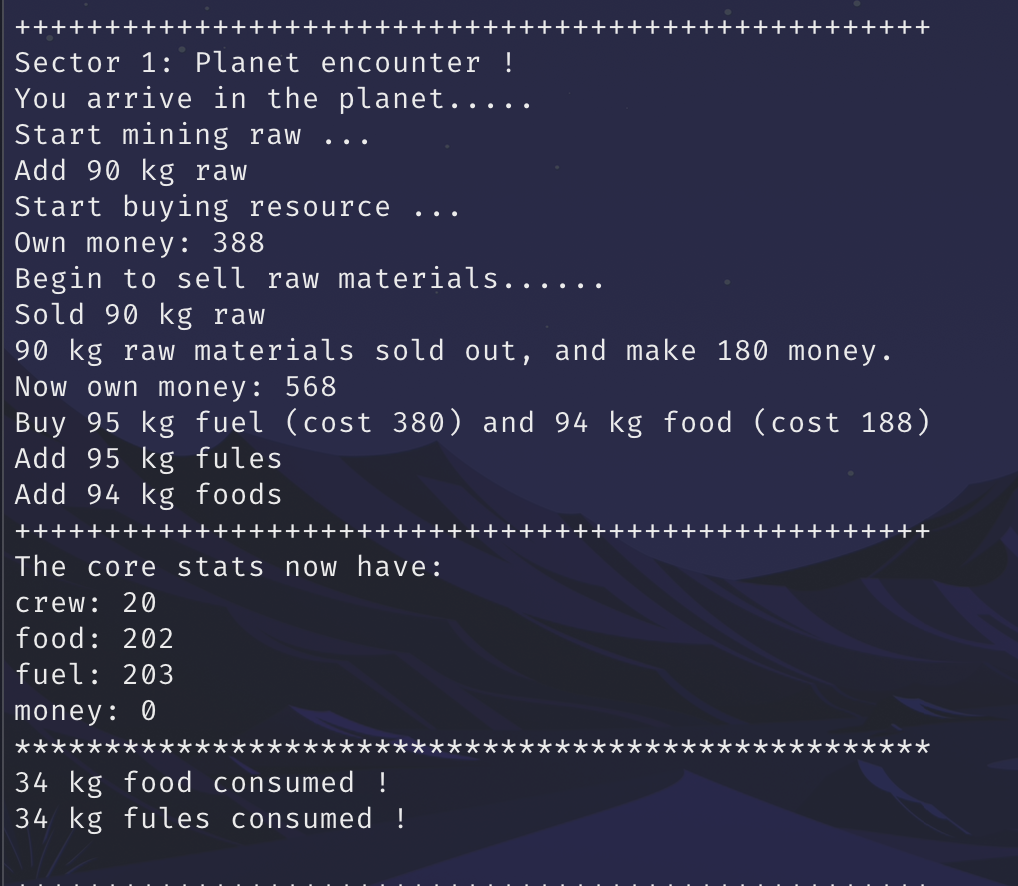 +++++++++++++++++++++++++++++++++++++++++++++++++++
Sector 1: Planet encounter !
You arrive in the planet.....
Start mining raw ...
Add 90 kg raw
Start buying resource ...
Own money: 388
Begin to sell raw materials......
Sold 90 kg raw
90 kg raw materials sold out, and make 180 money.
Now own money: 568
Buy 95 kg fuel (cost 380) and 94 kg food (cost 188)
Add 95 kg fules
Add 94 kg foods
+++++++++++++++++++++++++++++++++++++++++++++++++++
The core stats now have:
crew: 20
food: 202
fuel: 203
money: 0
***************************************************
34 kg food consumed !
34 kg fules consumed !